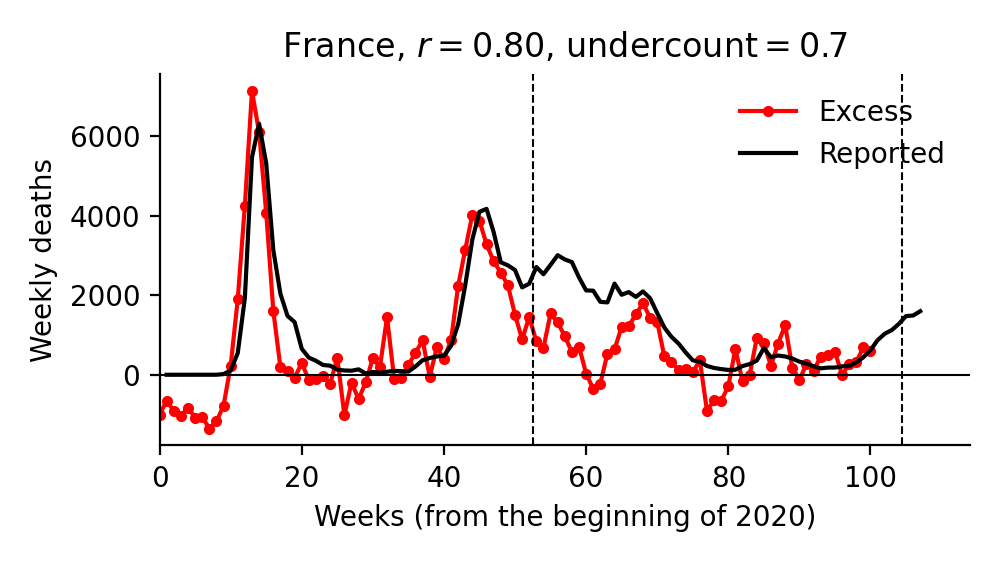 France, r = 0.80, undercount = 0.7
Excess
Reported
Weekly deaths
6000
4000
2000
0
0 20 40 60 80 100
Weeks (from the beginning of 2020)